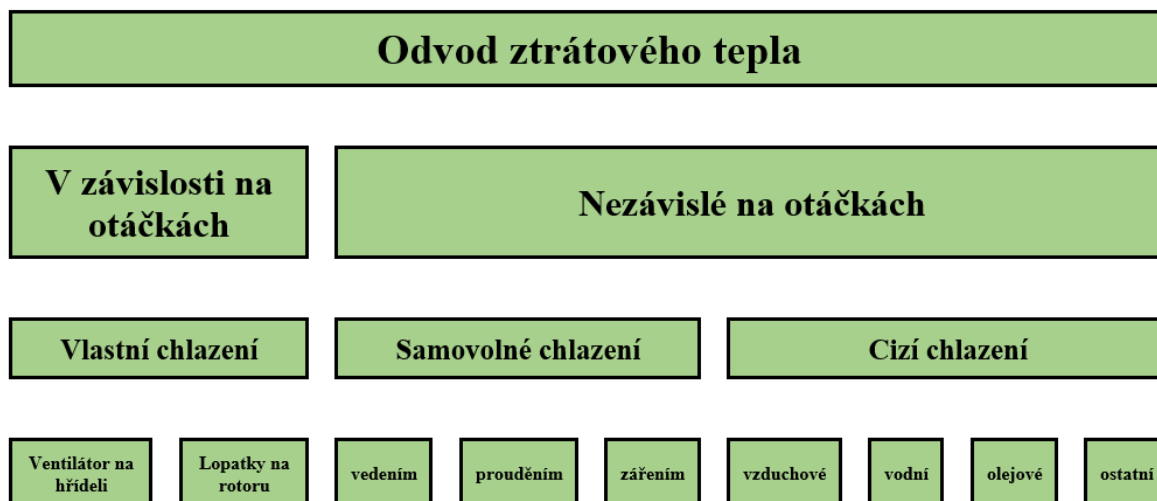 Odvod ztrátového tepla
V závislosti na
otáčkách
Nezávislé na otáčkách
Vlastní chlazení
Samovolné chlazení
Cizí chlazení
Ventilátor na
hřídeli
Lopatky na
rotoru
vedením
prouděním
zářením
vzduchové
vodní
olejové
ostatní